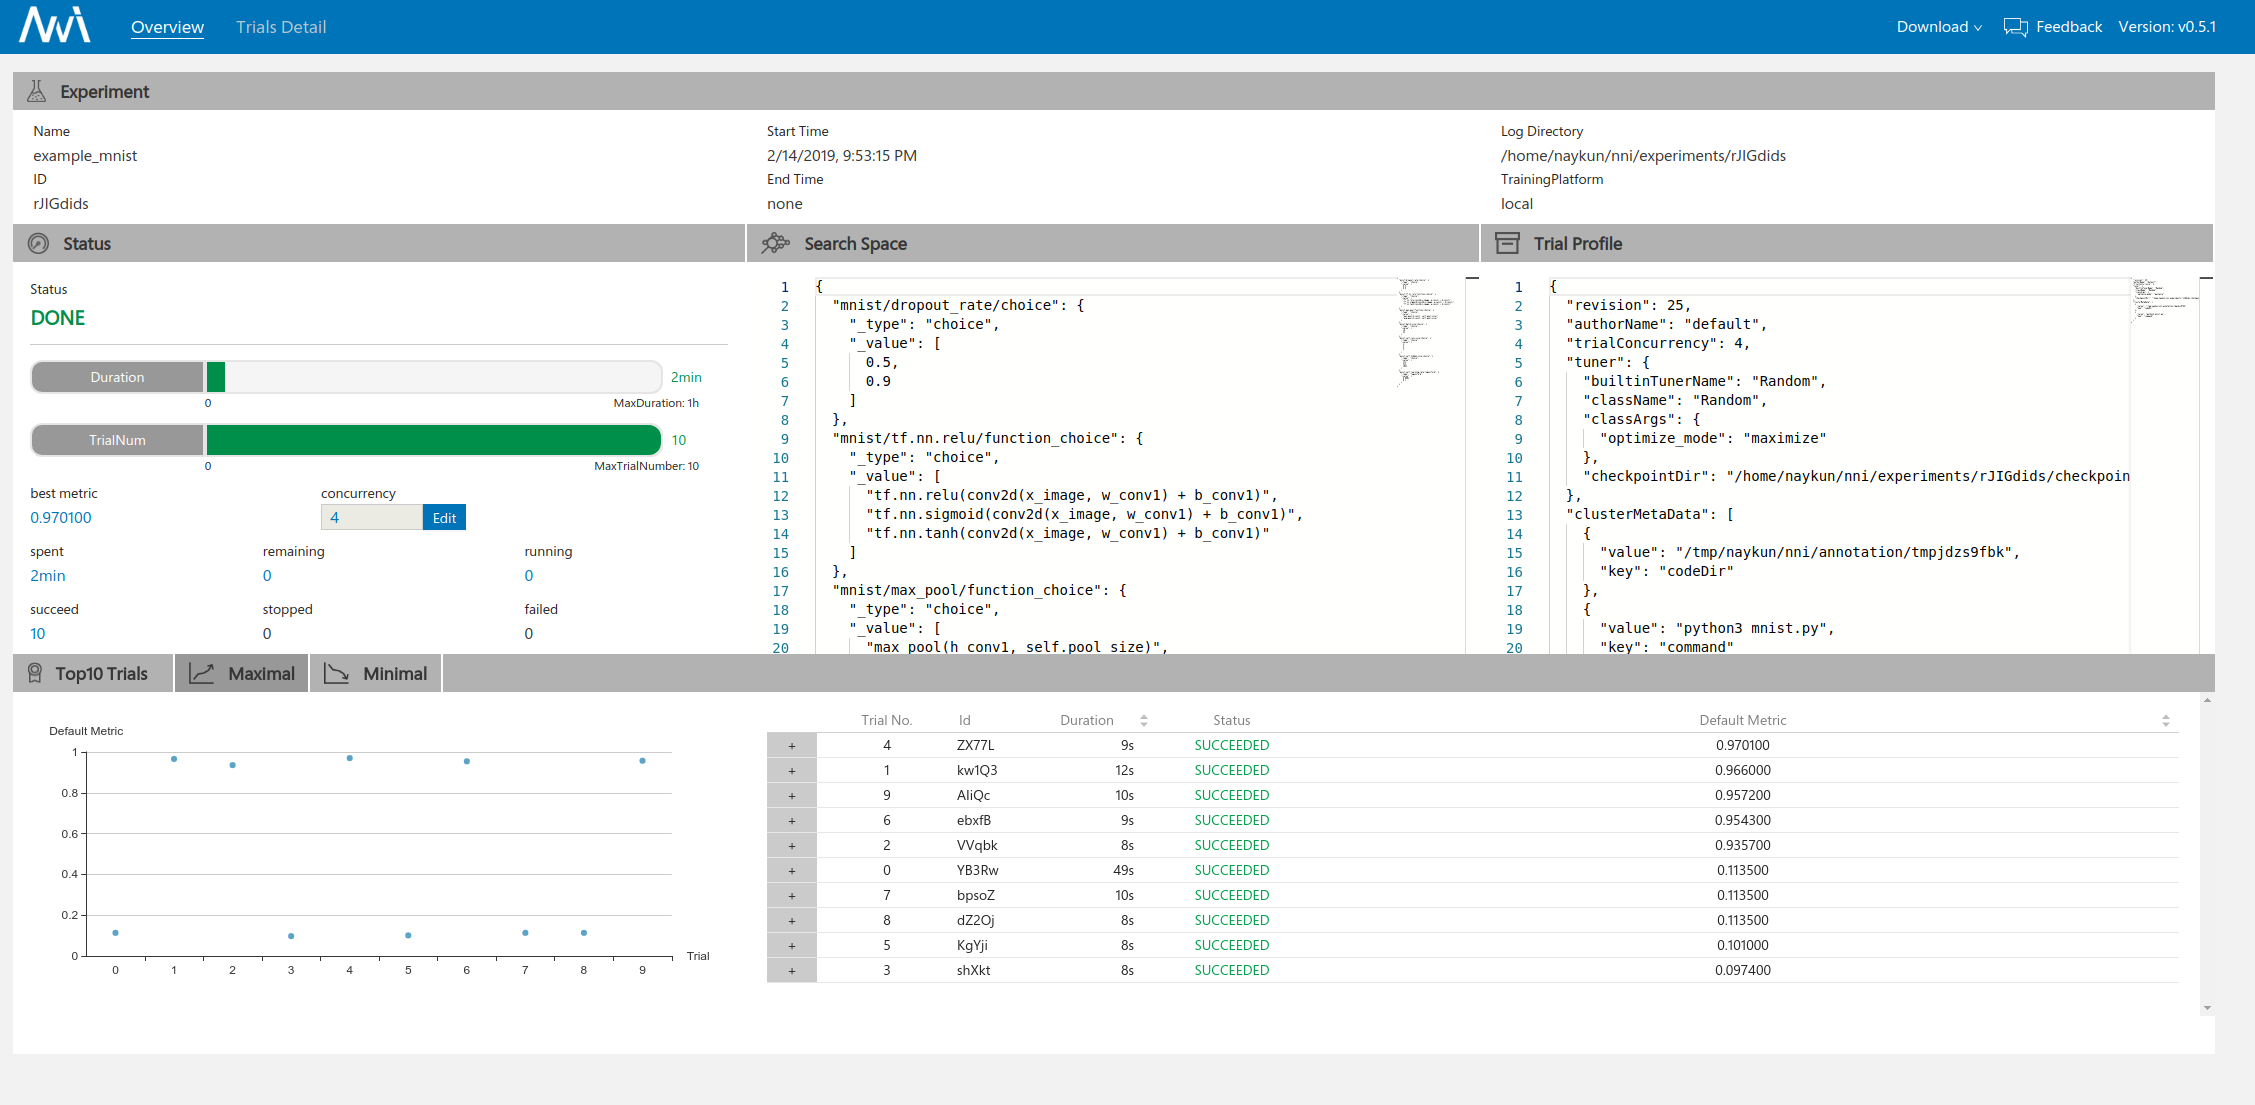 NNI Overview Trials Detail Download Feedback Version: v0.5.1
Experiment
Name
example_mnist
ID
rJIGdids
Start Time
2/14/2019, 9:53:15 PM
End Time
none
Log Directory
/home/naykun/nni/experiments/rJIGdids
TrainingPlatform
local
Status
Status
DONE
Duration 2min
0 MaxDuration: 1h
TrialNum 10
0 MaxTrialNumber: 10
best metric concurrency
0.970100 4 Edit
spent remaining running
2min 0 0
succeed stopped failed
10 0 0
Search Space
1 {
2 "mnist/dropout_rate/choice": {
3 "_type": "choice",
4 "_value": [
5 0.5,
6 0.9
7 ]
8 },
9 "mnist/tf.nn.relu/function_choice": {
10 "_type": "choice",
11 "_value": [
12 "tf.nn.relu(conv2d(x_image, w_conv1) + b_conv1)",
13 "tf.nn.sigmoid(conv2d(x_image, w_conv1) + b_conv1)",
14 "tf.nn.tanh(conv2d(x_image, w_conv1) + b_conv1)"
15 ]
16 },
17 "mnist/max_pool/function_choice": {
18 "_type": "choice",
19 "_value": [
20 "max_pool(h_conv1, self.pool_size)",
Trial Profile
1 {
2 "revision": 25,
3 "authorName": "default",
4 "trialConcurrency": 4,
5 "tuner": {
6 "builtinTunerName": "Random",
7 "className": "Random",
8 "classArgs": {
9 "optimize_mode": "maximize"
10 },
11 "checkpointDir": "/home/naykun/nni/experiments/rJIGdids/checkpoin
12 },
13 "clusterMetaData": [
14 {
15 "value": "/tmp/naykun/nni/annotation/tmpjdzs9fbk",
16 "key": "codeDir"
17 },
18 {
19 "value": "python3 mnist.py",
20 "key": "command"
Top10 Trials Maximal Minimal
Default Metric
1
0.8
0.6
0.4
0.2
0
0 1 2 3 4 5 6 7 8 9
Trial
Trial No. Id Duration Status Default Metric
+ 4 ZX77L 9s SUCCEEDED 0.970100
+ 1 kw1Q3 12s SUCCEEDED 0.966000
+ 9 AliQc 10s SUCCEEDED 0.957200
+ 6 ebxfB 9s SUCCEEDED 0.954300
+ 2 VVqbk 8s SUCCEEDED 0.935700
+ 0 YB3Rw 49s SUCCEEDED 0.113500
+ 7 bpsoZ 10s SUCCEEDED 0.113500
+ 8 dZ2Oj 8s SUCCEEDED 0.113500
+ 5 KgYji 8s SUCCEEDED 0.101000
+ 3 shXkt 8s SUCCEEDED 0.097400